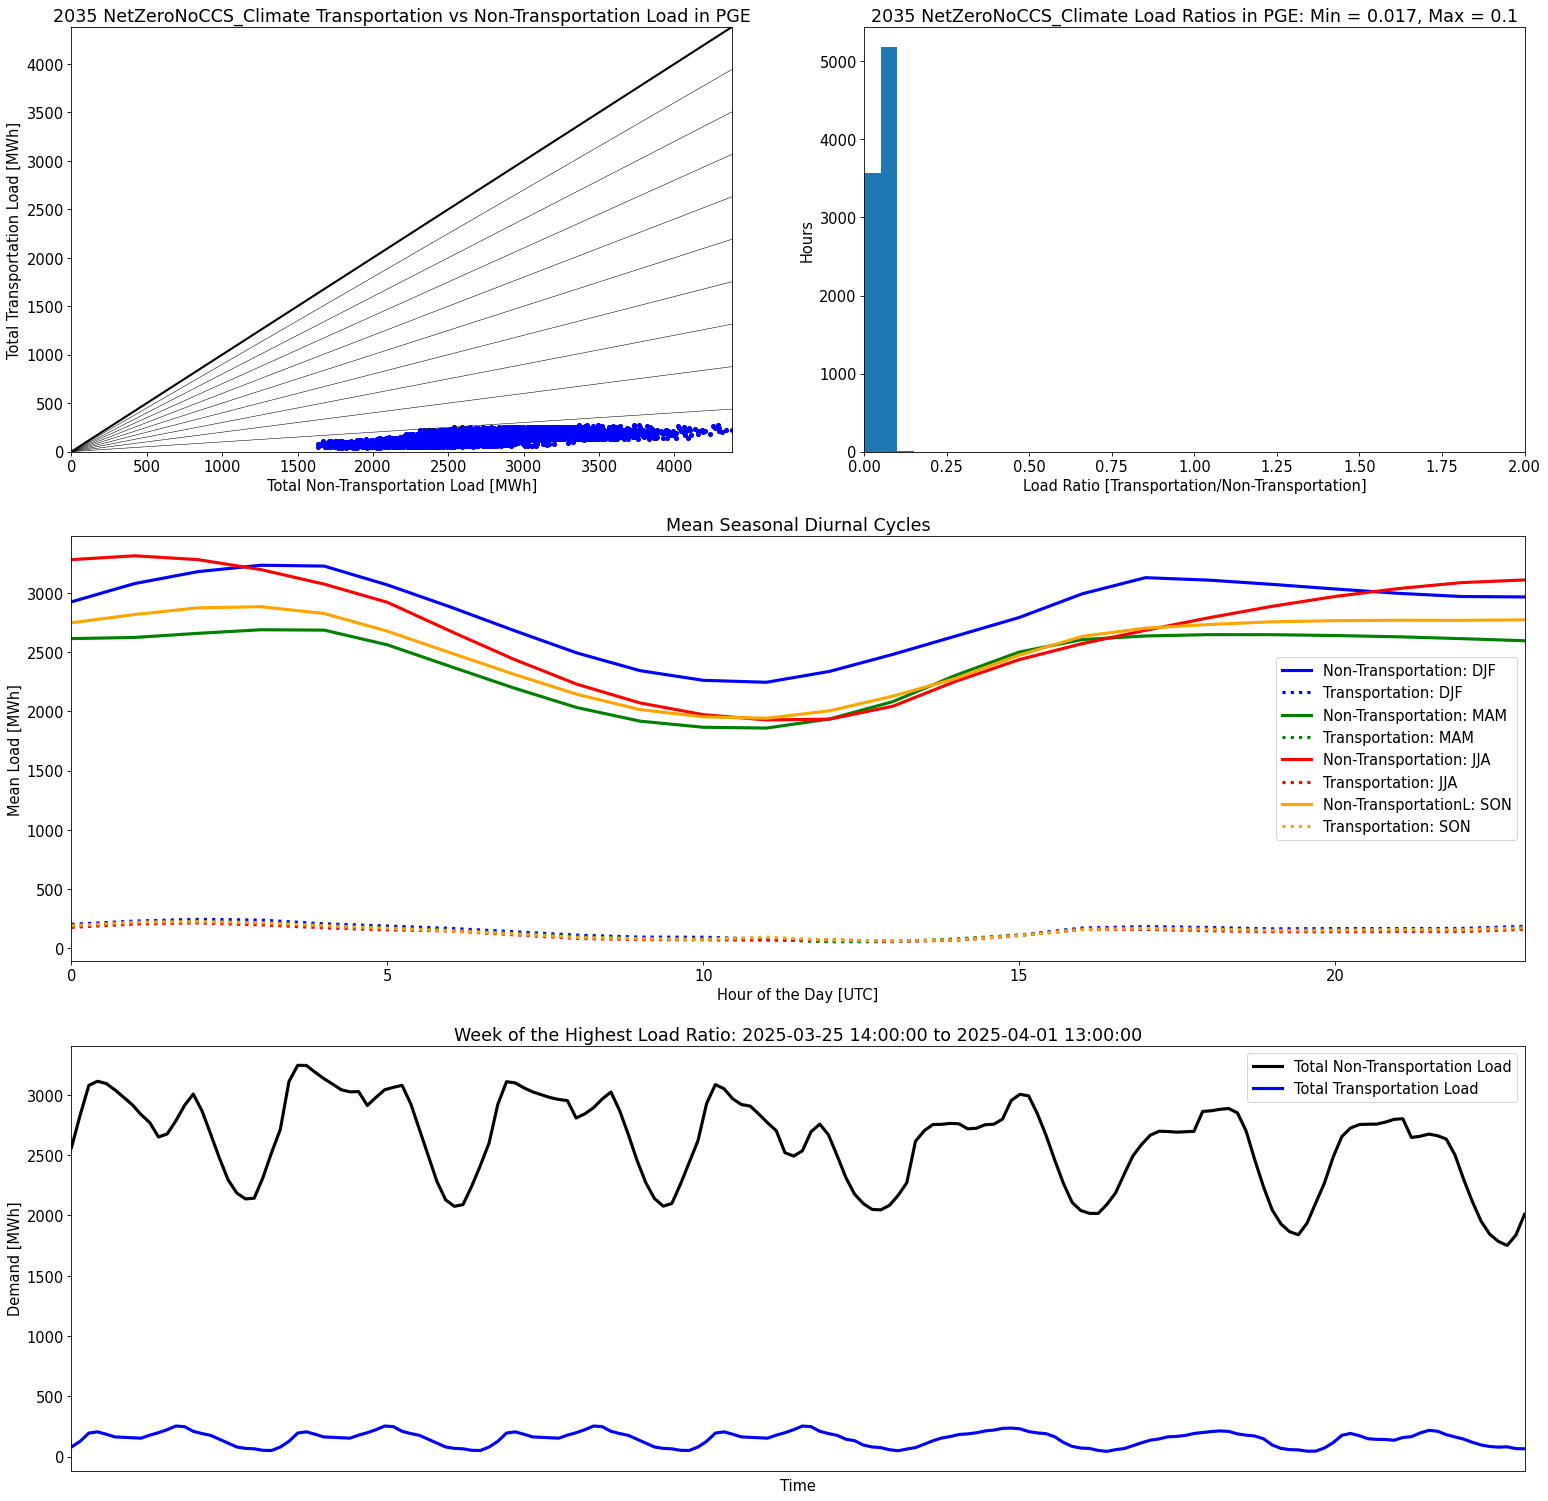 2035 NetZeroNoCCS_Climate Transportation vs Non-Transportation Load in PGE
Total Transportation Load [MWh]
4000
3500
3000
2500
2000
1500
1000
500
0
0 500 1000 1500 2000 2500 3000 3500 4000
Total Non-Transportation Load [MWh]
2035 NetZeroNoCCS_Climate Load Ratios in PGE: Min = 0.017, Max = 0.1
Hours
5000
4000
3000
2000
1000
0
0.00 0.25 0.50 0.75 1.00 1.25 1.50 1.75 2.00
Load Ratio [Transportation/Non-Transportation]
Mean Seasonal Diurnal Cycles
Mean Load [MWh]
3000
2500
2000
1500
1000
500
0
Non-Transportation: DJF
Transportation: DJF
Non-Transportation: MAM
Transportation: MAM
Non-Transportation: JJA
Transportation: JJA
Non-TransportationL: SON
Transportation: SON
0 5 10 15 20
Hour of the Day [UTC]
Week of the Highest Load Ratio: 2025-03-25 14:00:00 to 2025-04-01 13:00:00
Demand [MWh]
3000
2500
2000
1500
1000
500
0
Total Non-Transportation Load
Total Transportation Load
Time